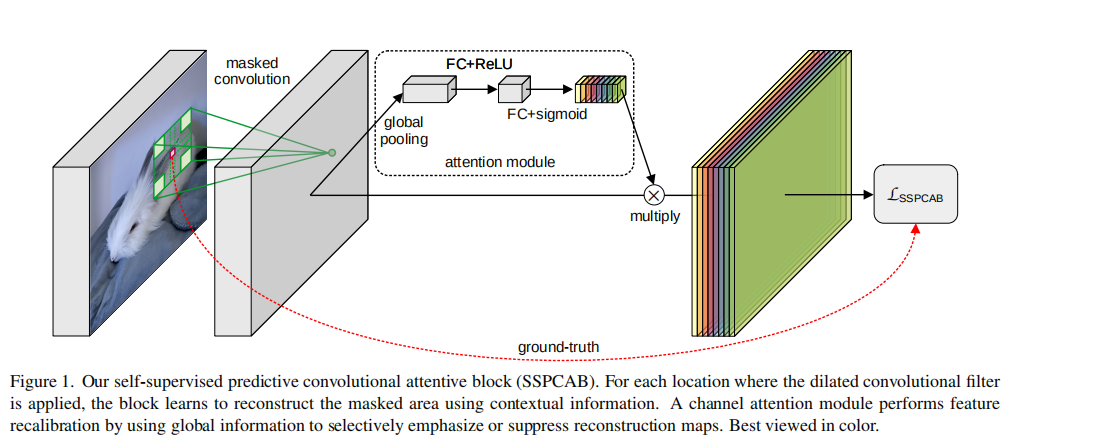 masked
convolution
FC+ReLU
global
pooling
FC+sigmoid
attention module
multiply
ℒSSPCAB
ground-truth
Figure 1. Our self-supervised predictive convolutional attentive block (SSPCAB). For each location where the dilated convolutional filter
is applied, the block learns to reconstruct the masked area using contextual information. A channel attention module performs feature
recalibration by using global information to selectively emphasize or suppress reconstruction maps. Best viewed in color.